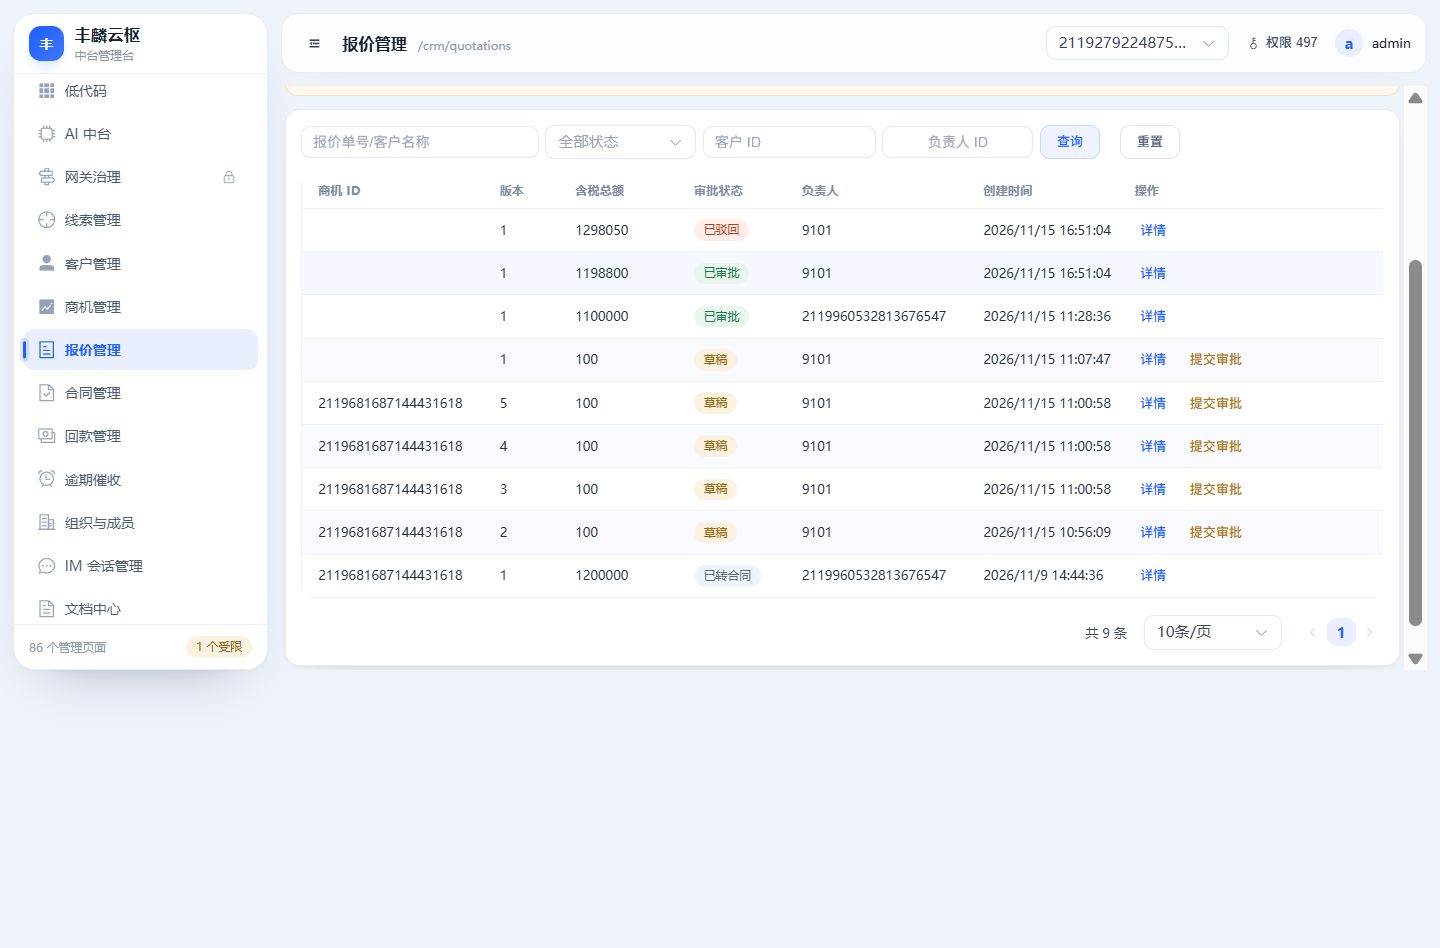 丰
丰麟云枢
中台管理台
低代码
AI 中台
网关治理
线索管理
客户管理
商机管理
报价管理
合同管理
回款管理
逾期催收
组织与成员
IM 会话管理
文档中心
86 个管理页面
1 个受限
报价管理 /crm/quotations
2119279224875...
权限 497
a
admin
报价单号/客户名称
全部状态
客户 ID
负责人 ID
查询
重置
商机 ID 版本 含税总额 审批状态 负责人 创建时间 操作
1 1298050 已驳回 9101 2026/11/15 16:51:04 详情
1 1198800 已审批 9101 2026/11/15 16:51:04 详情
1 1100000 已审批 2119960532813676547 2026/11/15 11:28:36 详情
1 100 草稿 9101 2026/11/15 11:07:47 详情 提交审批
2119681687144431618 5 100 草稿 9101 2026/11/15 11:00:58 详情 提交审批
2119681687144431618 4 100 草稿 9101 2026/11/15 11:00:58 详情 提交审批
2119681687144431618 3 100 草稿 9101 2026/11/15 11:00:58 详情 提交审批
2119681687144431618 2 100 草稿 9101 2026/11/15 10:56:09 详情 提交审批
2119681687144431618 1 1200000 已转合同 2119960532813676547 2026/11/9 14:44:36 详情
共 9 条
10条/页
1